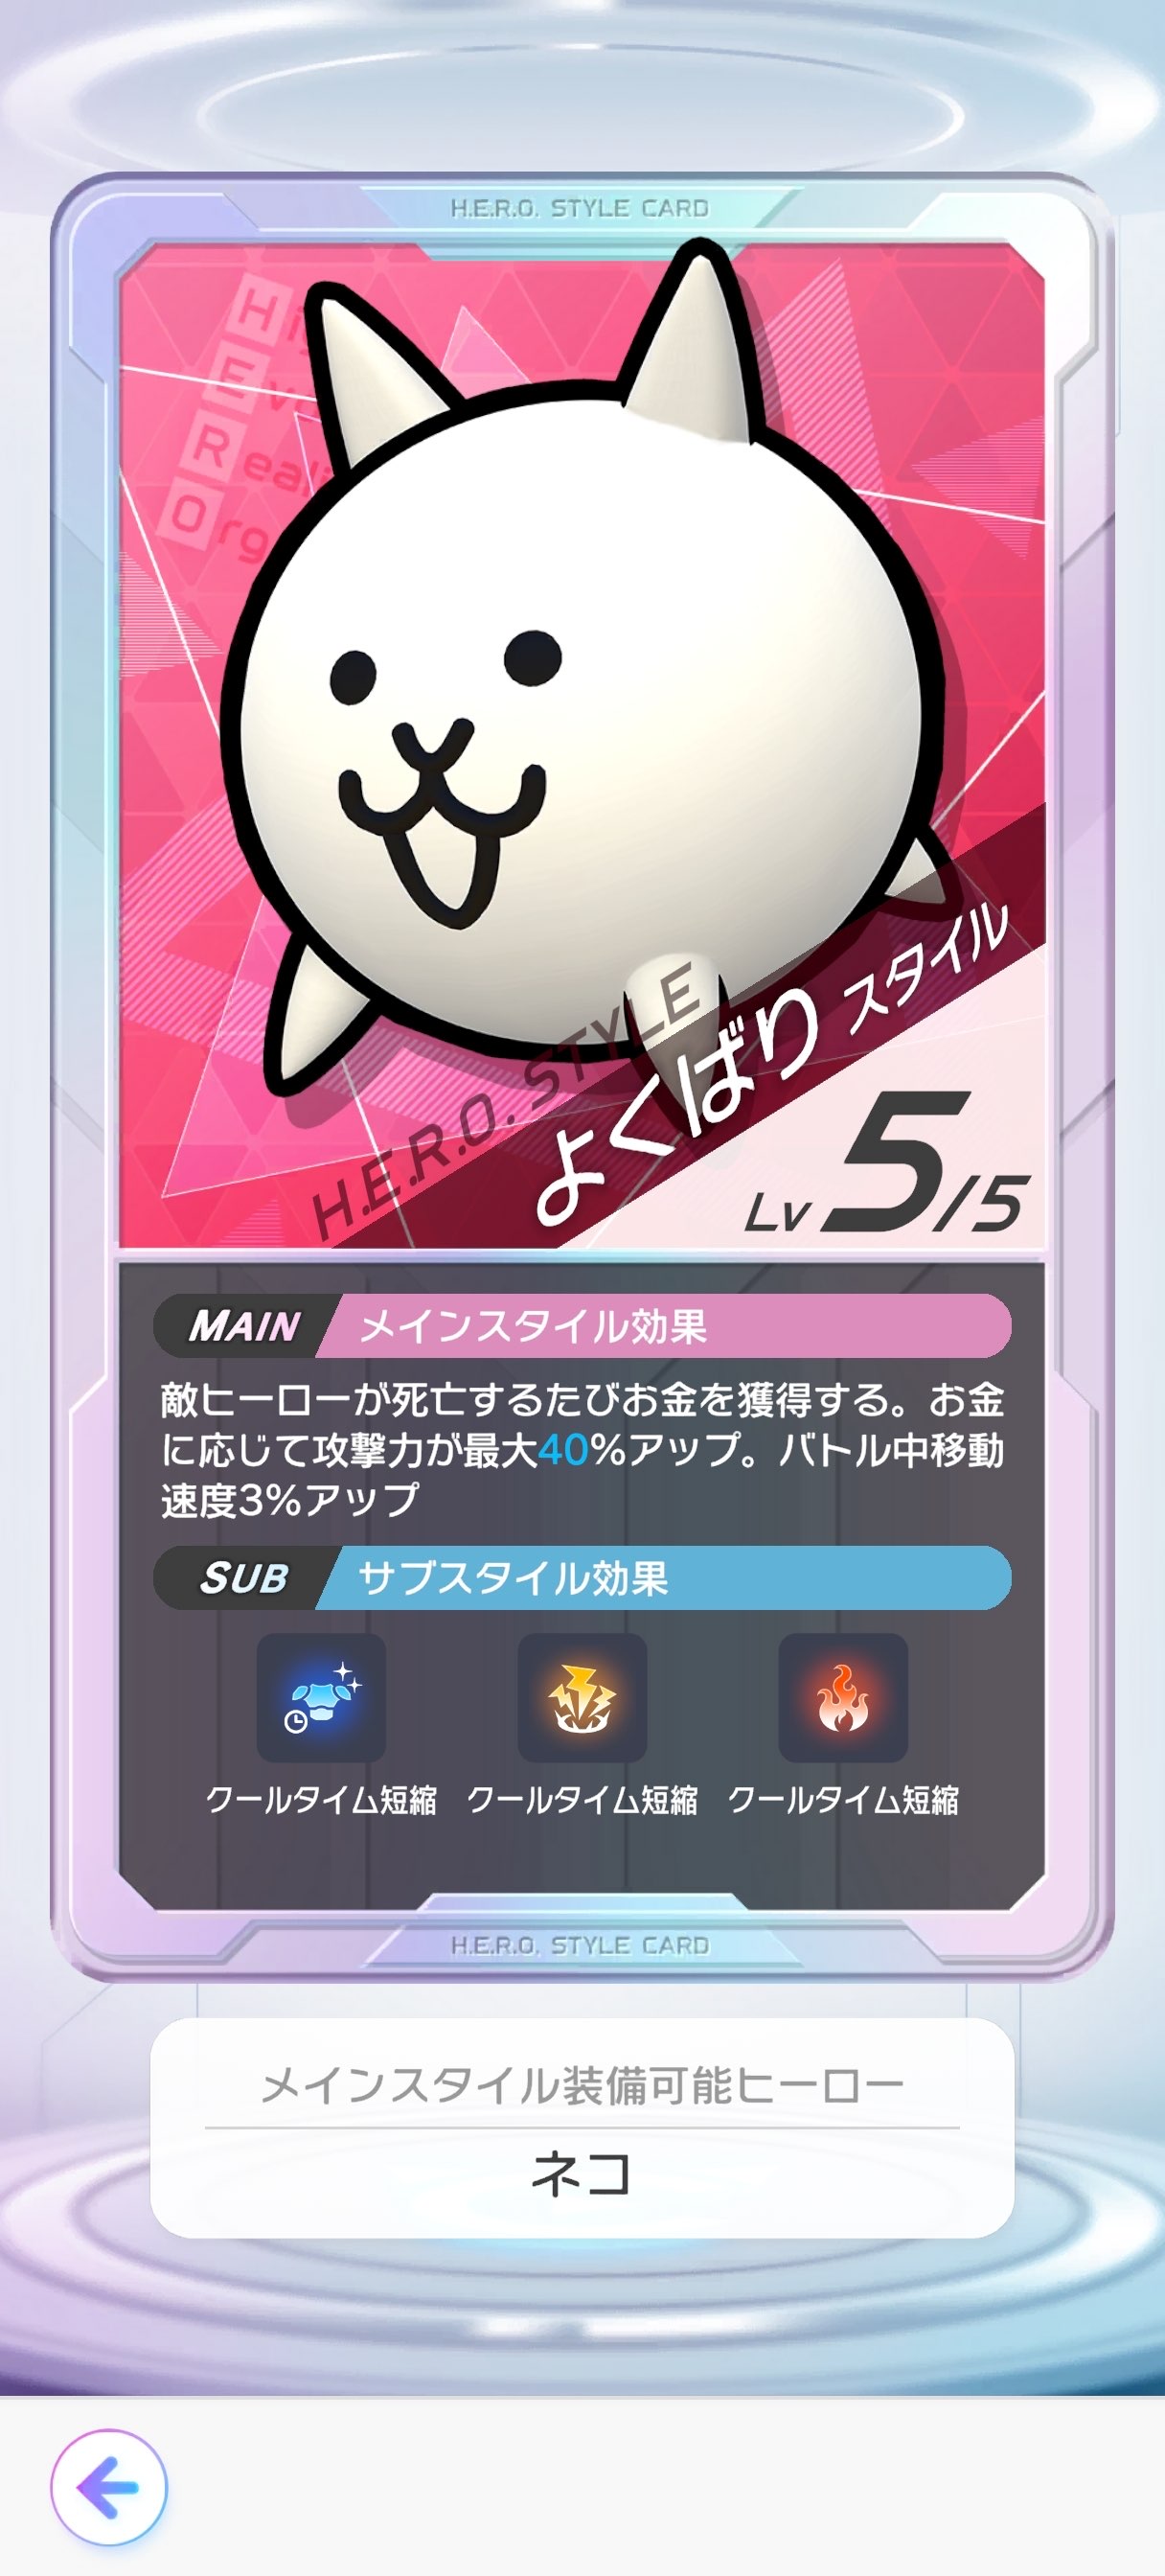 H.E.R.O. STYLE CARD
H
E
Reali
Org
H.E.R.O. STYLE
よくばりスタイル
Lv 5/5
MAIN メインスタイル効果
敵ヒーローが死亡するたびお金を獲得する。お金
に応じて攻撃力が最大40%アップ。バトル中移動
速度3%アップ
SUB サブスタイル効果
クールタイム短縮 クールタイム短縮 クールタイム短縮
H.E.R.O. STYLE CARD
メインスタイル装備可能ヒーロー
ネコ